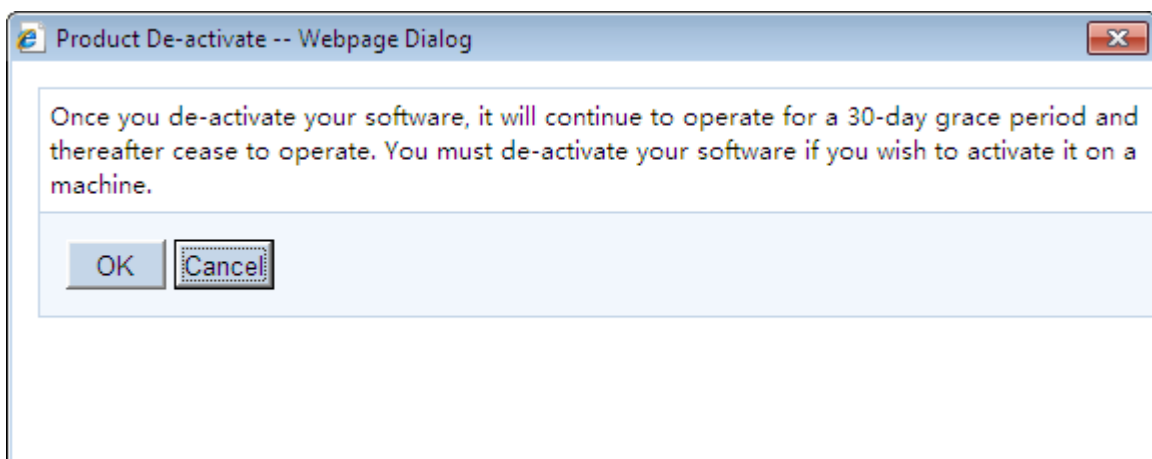 Product De-activate -- Webpage Dialog
Once you de-activate your software, it will continue to operate for a 30-day grace period and
thereafter cease to operate. You must de-activate your software if you wish to activate it on a
machine.
OK Cancel